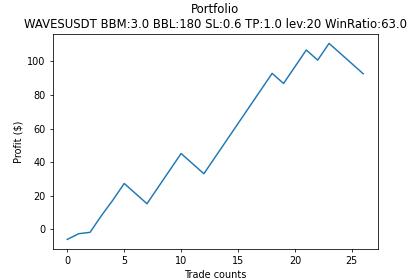 Portfolio
WAVESUSDT BBM:3.0 BBL:180 SL:0.6 TP:1.0 lev:20 WinRatio:63.0
Profit ($)
100
80
60
40
20
0
0 5 10 15 20 25
Trade counts